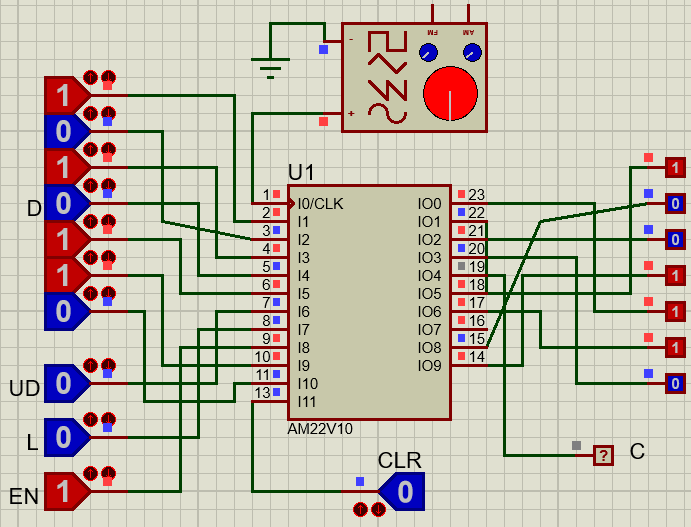 FM AM
-
+
1
0
1
D 0
1
1
0
UD 0
L 0
EN 1
U1
1 I0/CLK IO0 23
2 I1 IO1 22
3 I2 IO2 21
4 I3 IO3 20
5 I4 IO4 19
6 I5 IO5 18
7 I6 IO6 17
8 I7 IO7 16
9 I8 IO8 15
10 I9 IO9 14
11 I10
13 I11
AM22V10
CLR
0
1
0
0
1
1
1
0
? C